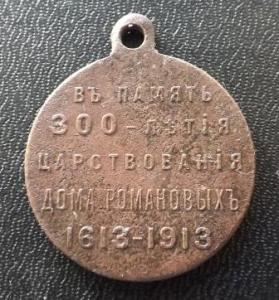 ВЪ ПАМЯТЬ
300-ЛѢТІЯ
ЦАРСТВОВАНІЯ
ДОМА РОМАНОВЫХЪ
1613-1913